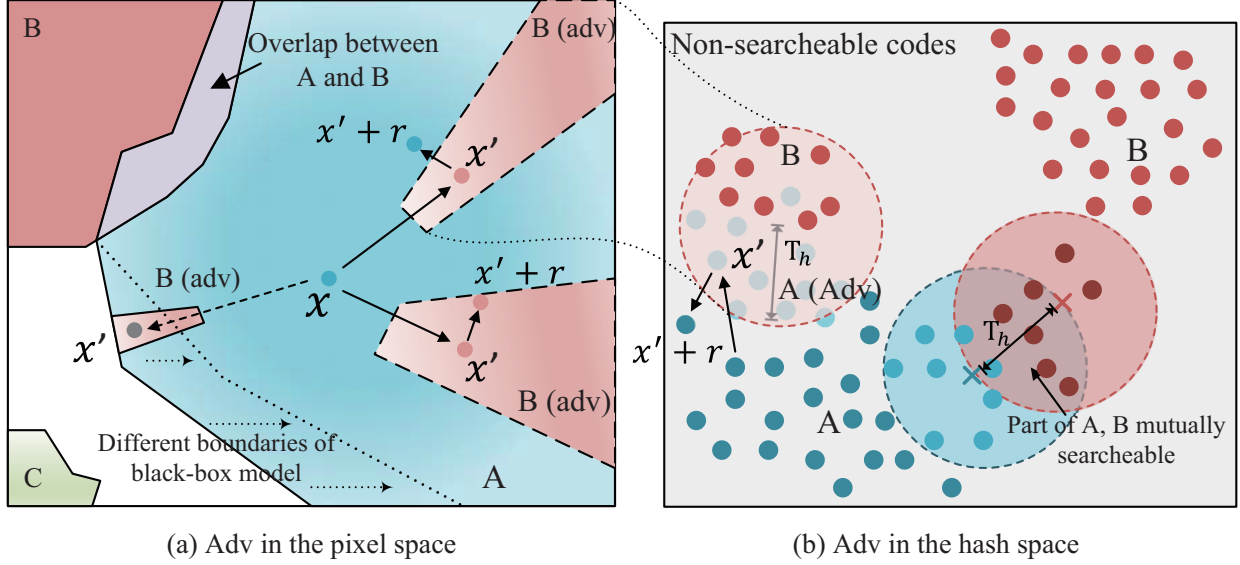 B
Overlap between
A and B
B (adv)
x' + r
x'
B (adv)
x
x' + r
x'
x'
B (adv)
Different boundaries of
black-box model
C
A
(a) Adv in the pixel space
Non-searcheable codes
B
B
x'
T_h
A (Adv)
x' + r
T_h
A
Part of A, B mutually
searcheable
(b) Adv in the hash space